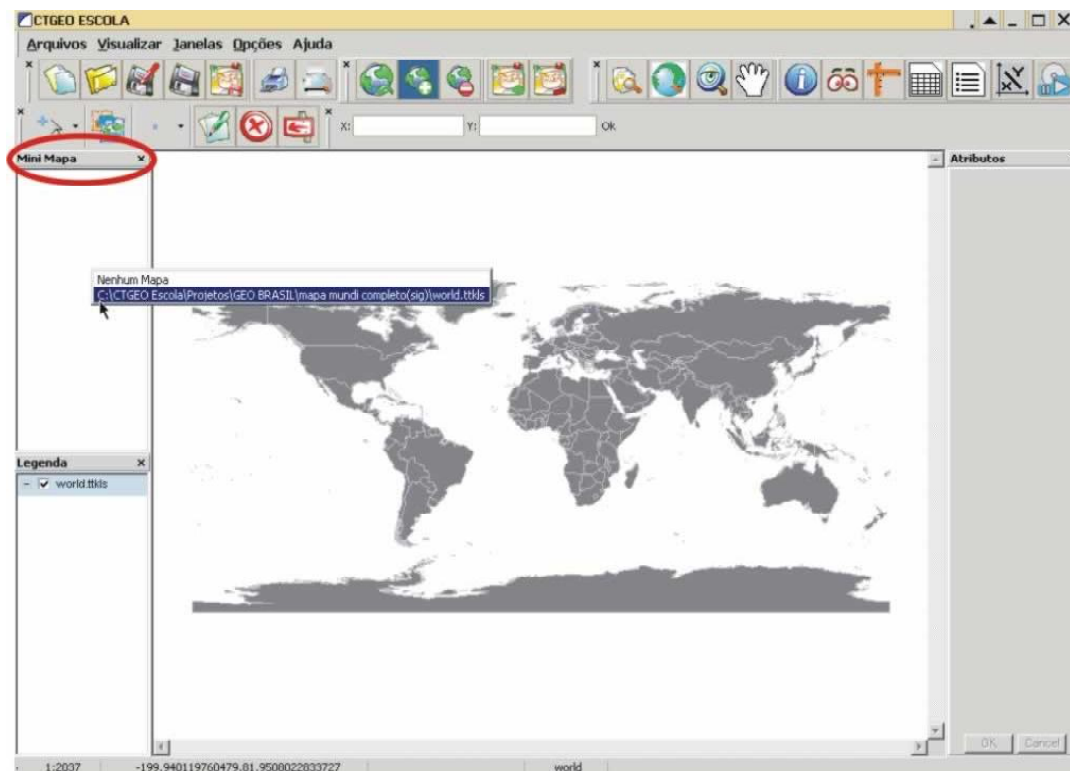 CTGEO ESCOLA
Arquivos Visualizar Janelas Opções Ajuda
X: Y: Ok
Mini Mapa
Atributos
Nenhum Mapa
C:\CTGEO Escola\Projetos\GEO BRASIL\mapa mundi completo(sig)\world.ttkls
Legenda
world.ttkls
OK Cancel
1:2037 -199.940119760479,81.9508022833727 world